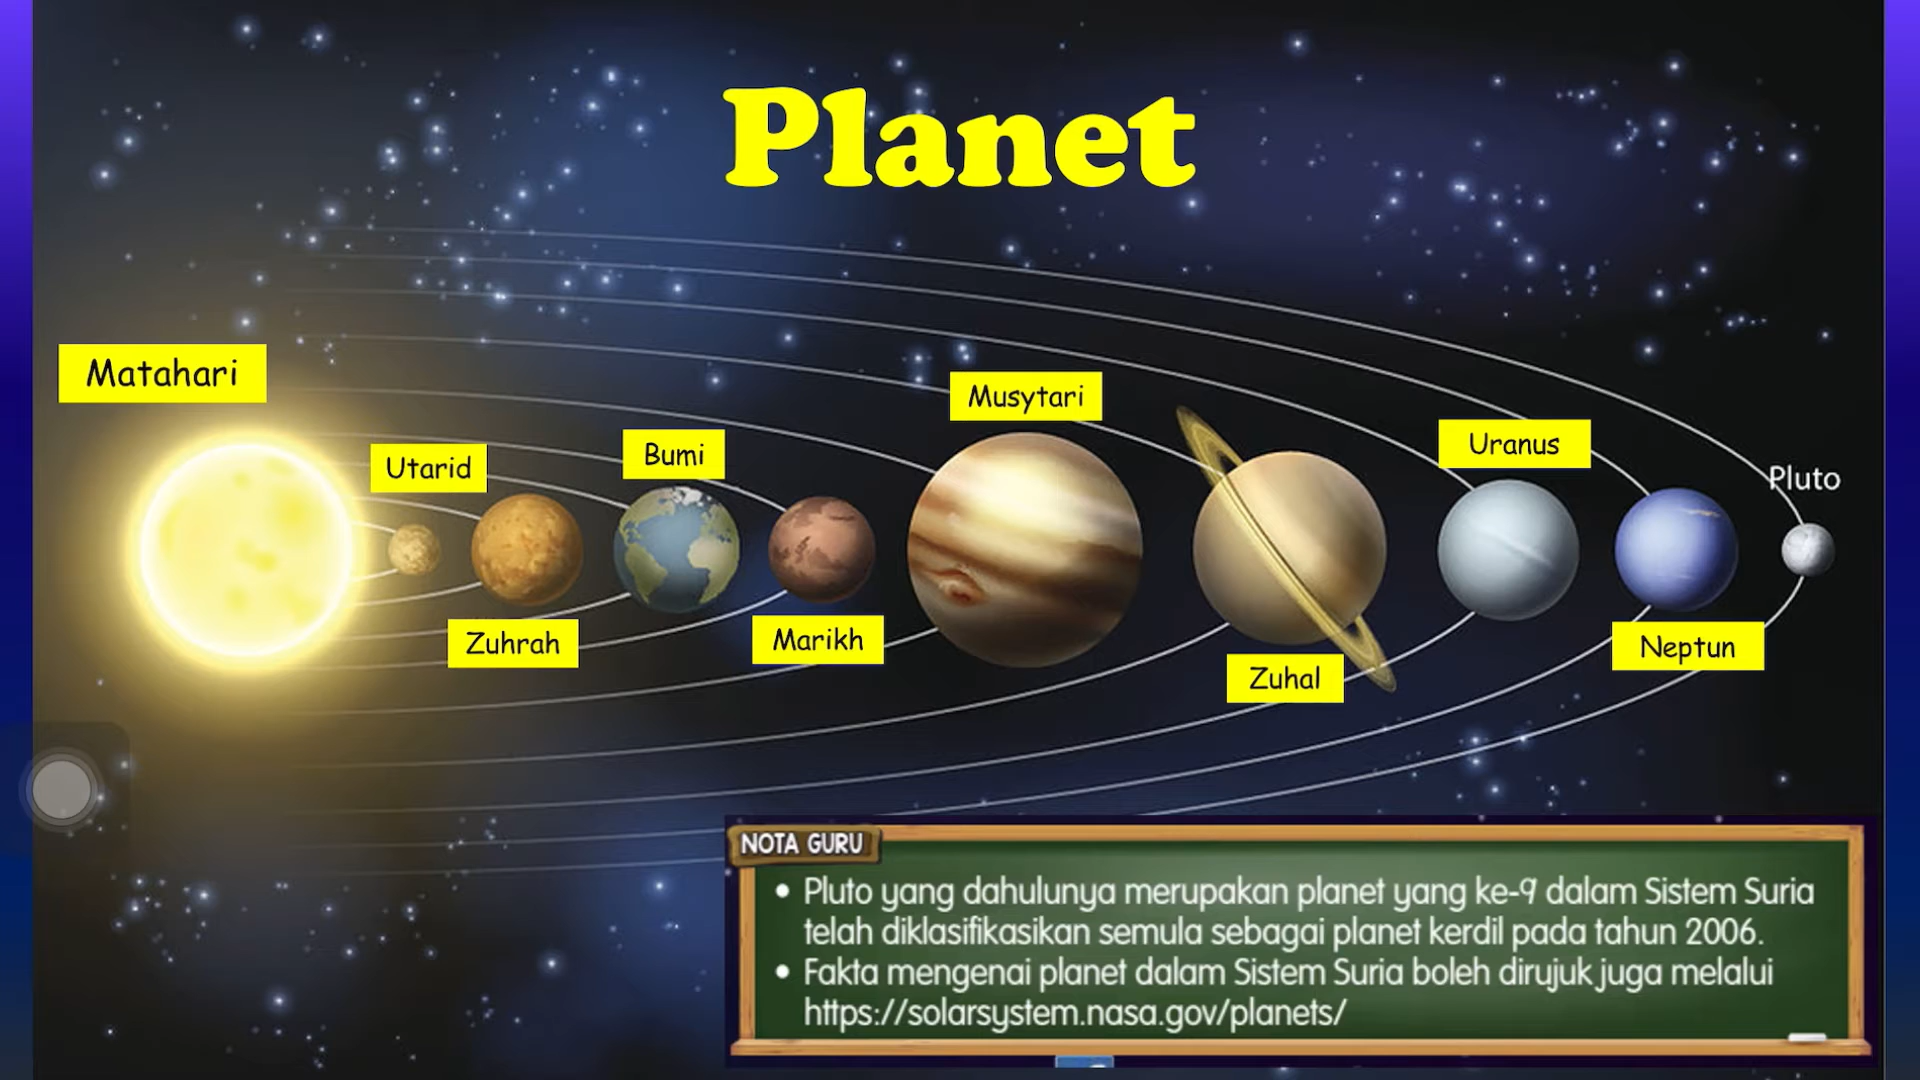 Planet
Matahari
Utarid
Zuhrah
Bumi
Marikh
Musytari
Zuhal
Uranus
Neptun
Pluto
NOTA GURU
• Pluto yang dahulunya merupakan planet yang ke-9 dalam Sistem Suria
telah diklasifikasikan semula sebagai planet kerdil pada tahun 2006.
• Fakta mengenai planet dalam Sistem Suria boleh dirujuk juga melalui
https://solarsystem.nasa.gov/planets/